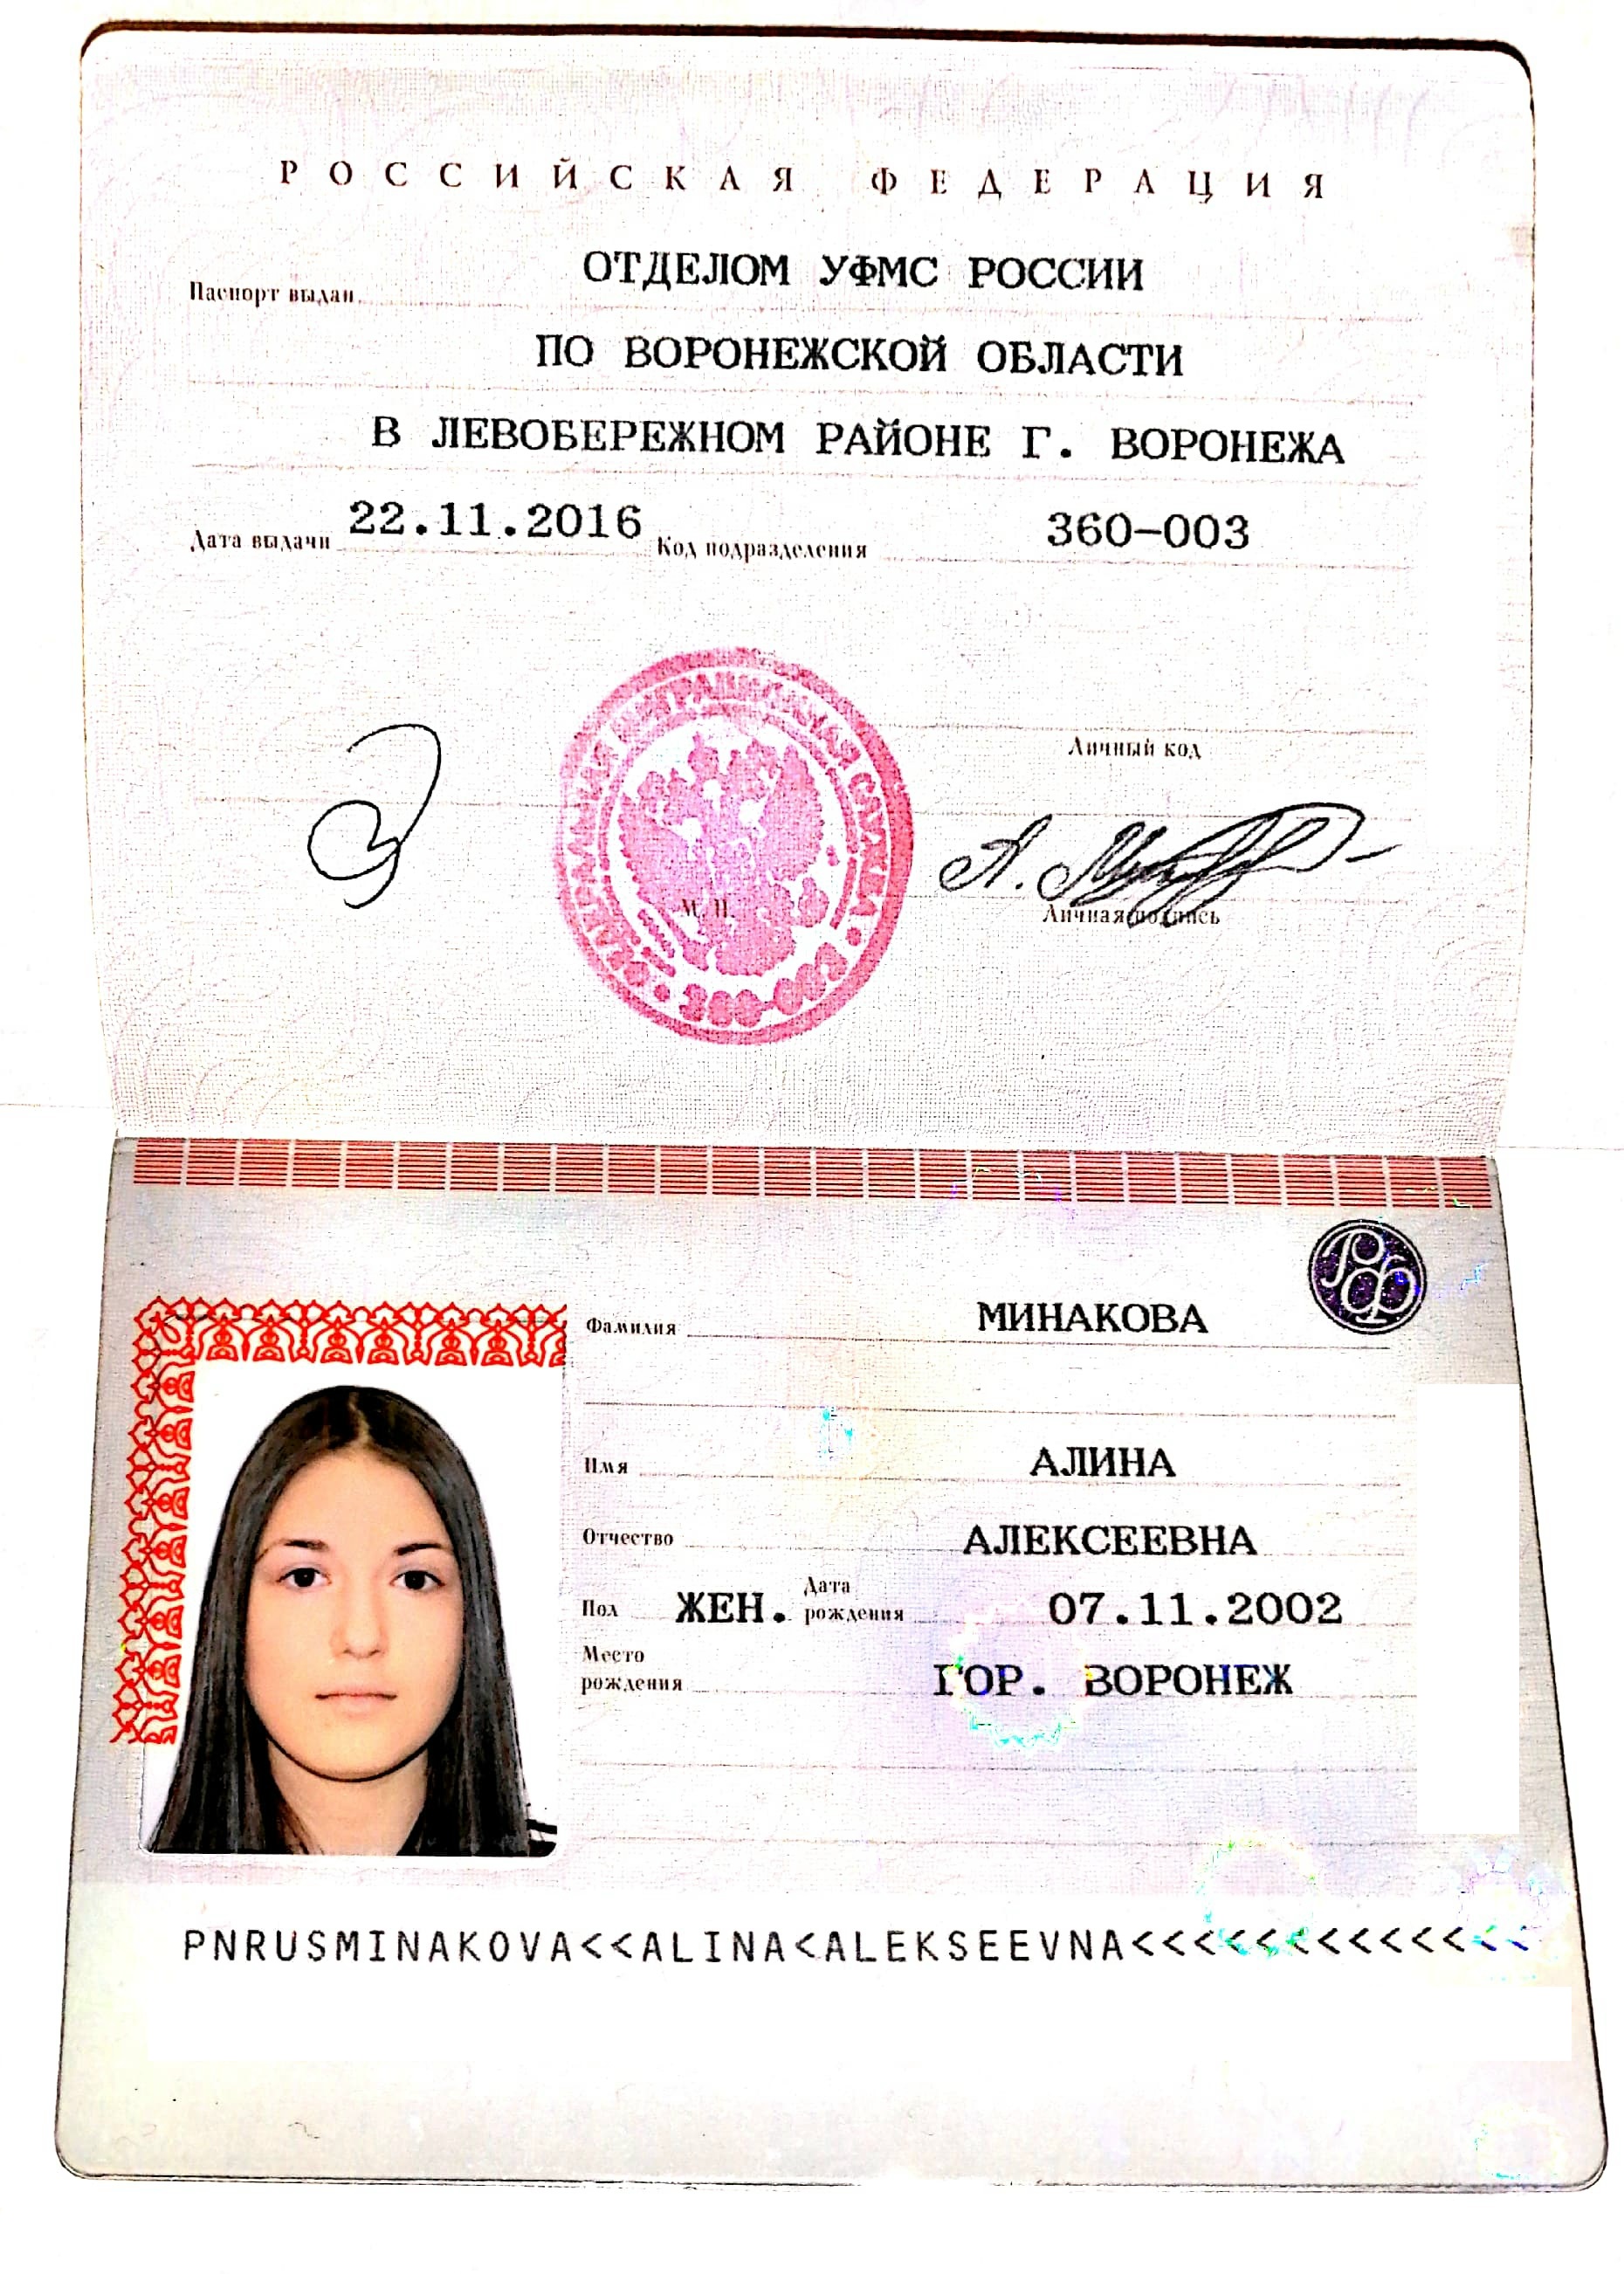 РОССИЙСКАЯ ФЕДЕРАЦИЯ
Паспорт выдан ОТДЕЛОМ УФМС РОССИИ
ПО ВОРОНЕЖСКОЙ ОБЛАСТИ
В ЛЕВОБЕРЕЖНОМ РАЙОНЕ Г. ВОРОНЕЖА
Дата выдачи 22.11.2016 Код подразделения 360-003
Личный код
М.П.
Личная подпись
РФ
Фамилия МИНАКОВА
Имя АЛИНА
Отчество АЛЕКСЕЕВНА
Пол ЖЕН. Дата рождения 07.11.2002
Место рождения ГОР. ВОРОНЕЖ
PNRUSMINAKOVA<<ALINA<ALEKSEEVNA<<<<<<<<<<<<<